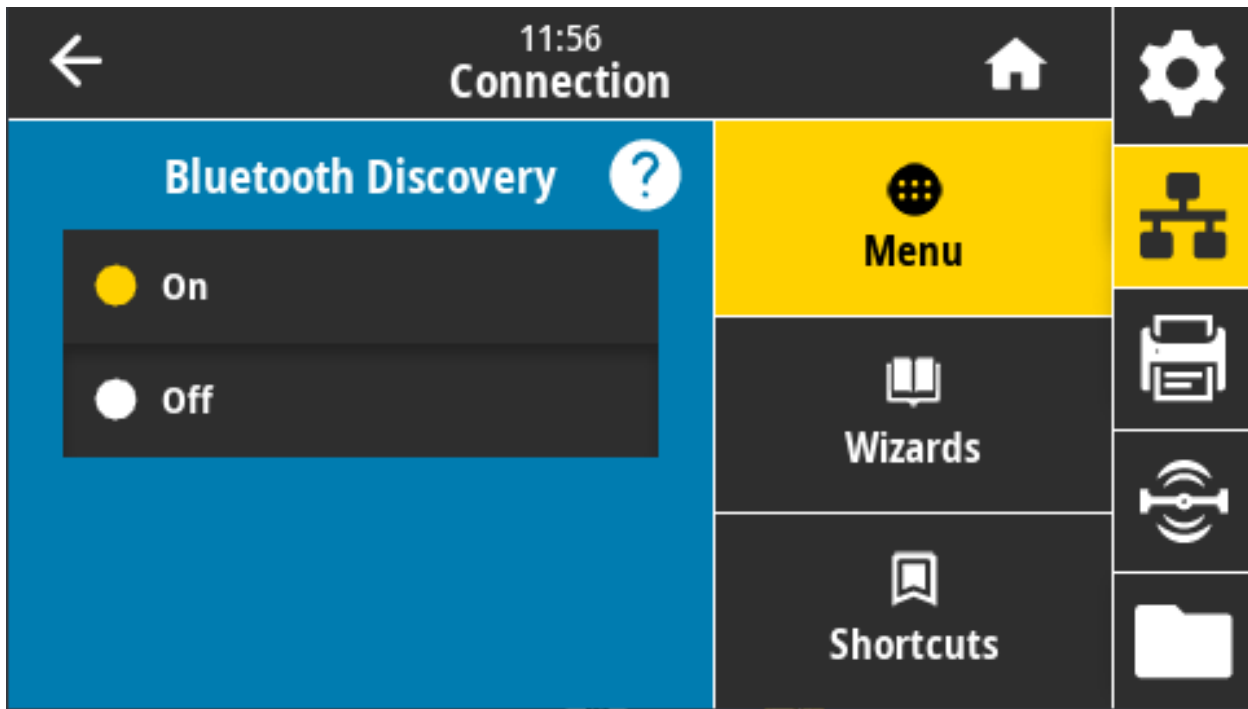 11:56
Connection
Bluetooth Discovery
?
On
Off
Menu
Wizards
Shortcuts